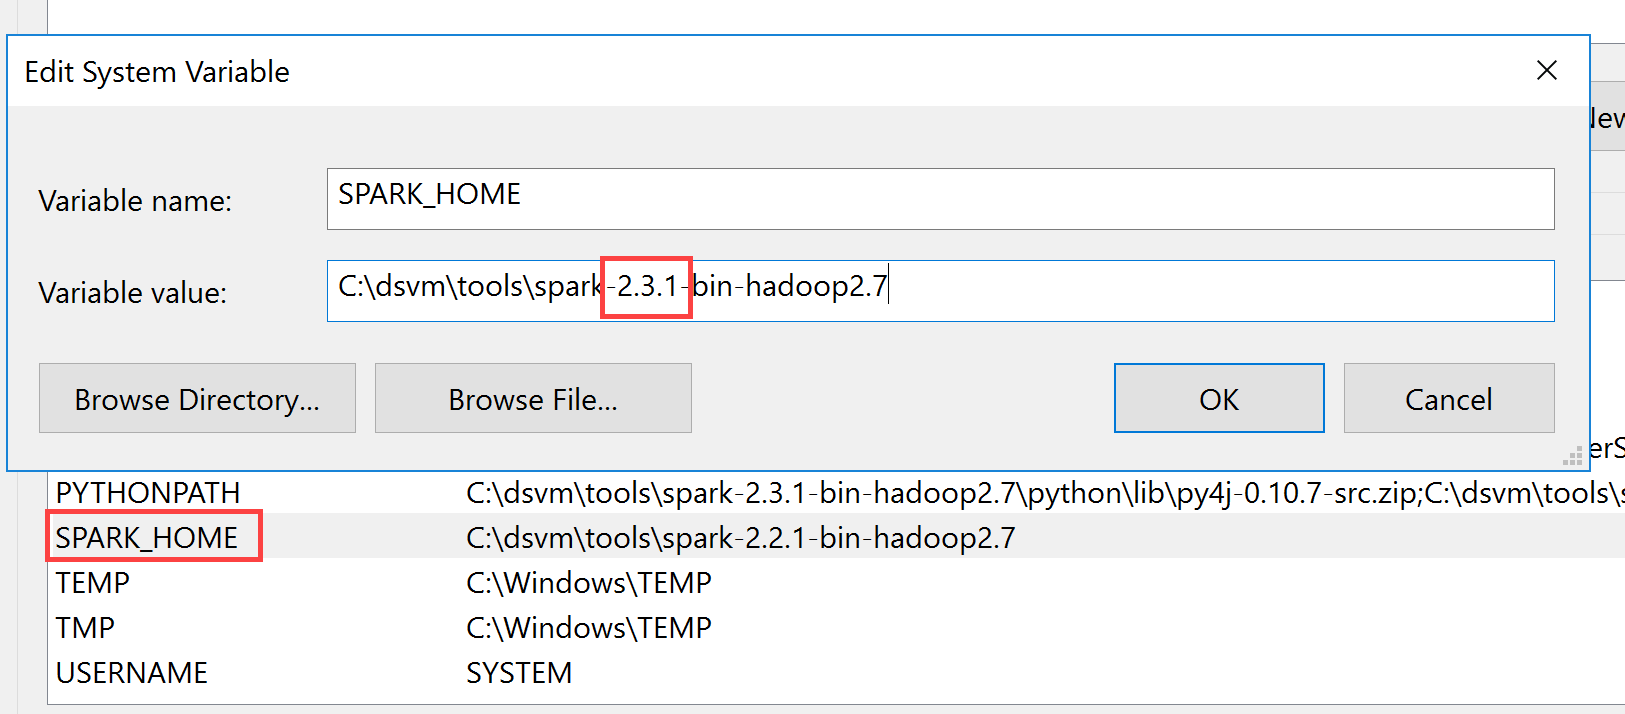 Edit System Variable
New
Variable name: SPARK_HOME
Variable value: C:\dsvm\tools\spark-2.3.1-bin-hadoop2.7
Browse Directory... Browse File... OK Cancel
PYTHONPATH C:\dsvm\tools\spark-2.3.1-bin-hadoop2.7\python\lib\py4j-0.10.7-src.zip;C:\dsvm\tools\s
SPARK_HOME C:\dsvm\tools\spark-2.2.1-bin-hadoop2.7
TEMP C:\Windows\TEMP
TMP C:\Windows\TEMP
USERNAME SYSTEM